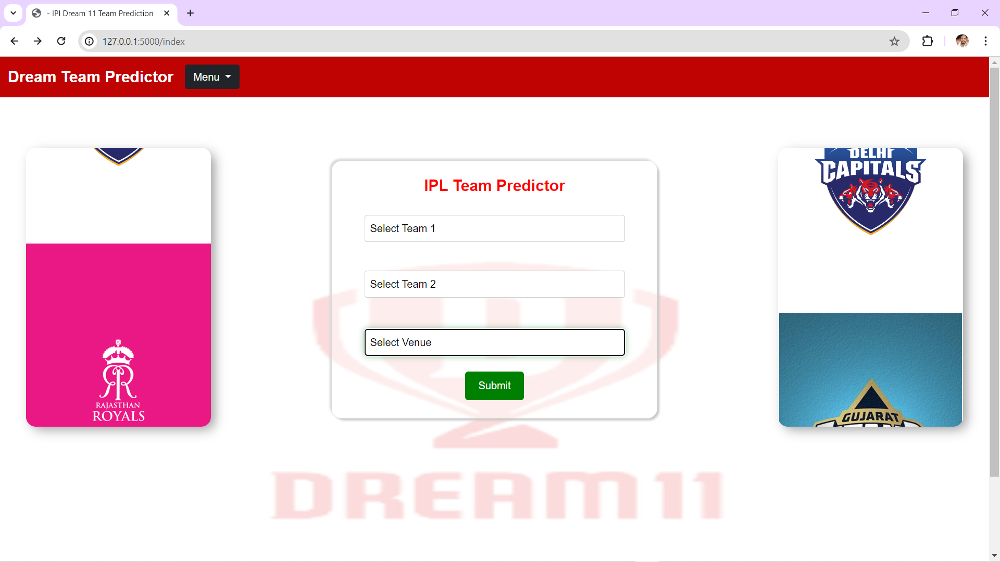 - IPI Dream 11 Team Prediction
127.0.0.1:5000/index
Dream Team Predictor
Menu
DELHI
CAPITALS
IPL Team Predictor
Select Team 1
Select Team 2
Select Venue
Submit
RAJASTHAN
ROYALS
GUJARAT
DREAM11